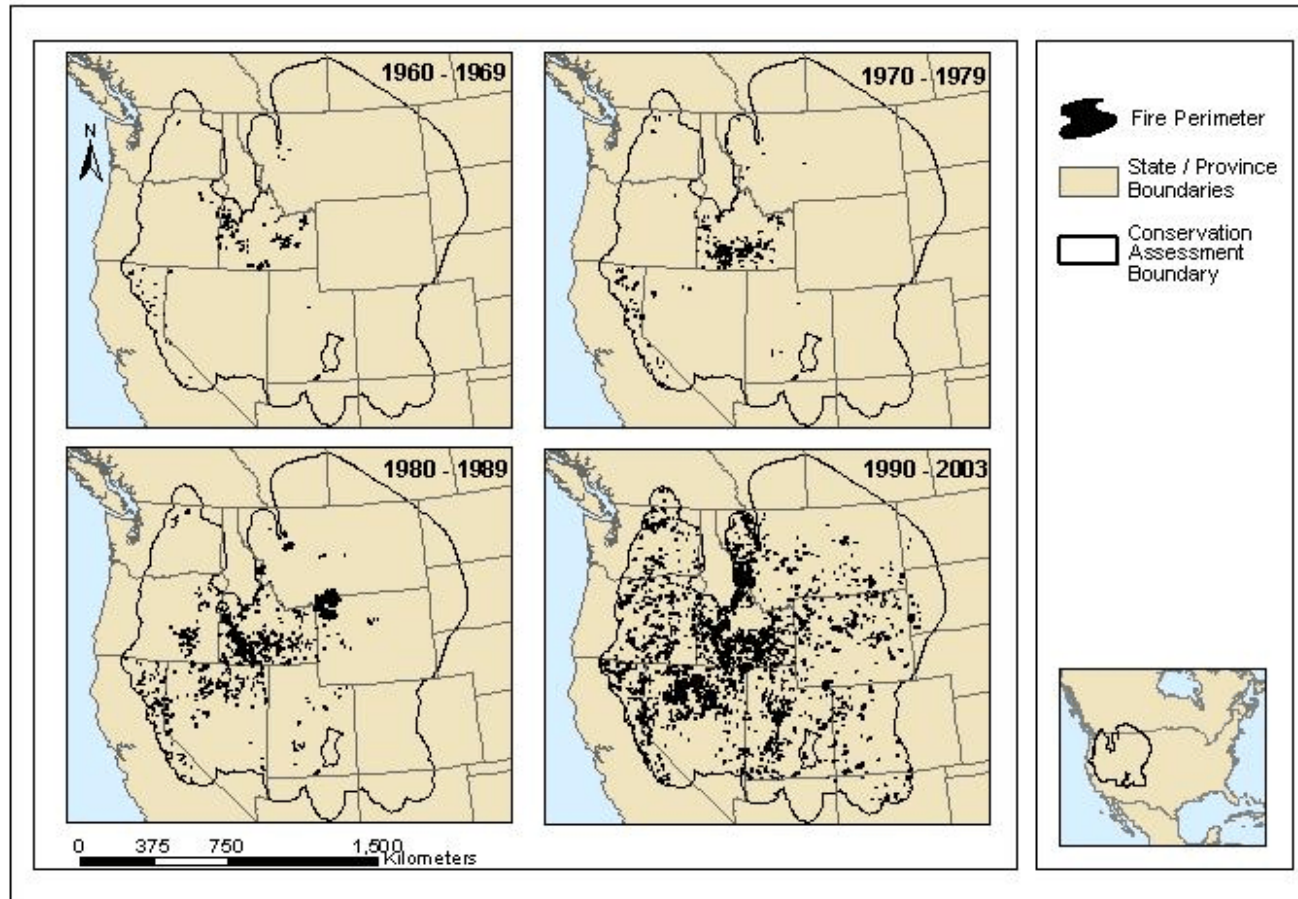 1960 - 1969
1970 - 1979
N
1980 - 1989
1990 - 2003
0 375 750 1,500
Kilometers
Fire Perimeter
State / Province
Boundaries
Conservation
Assessment
Boundary